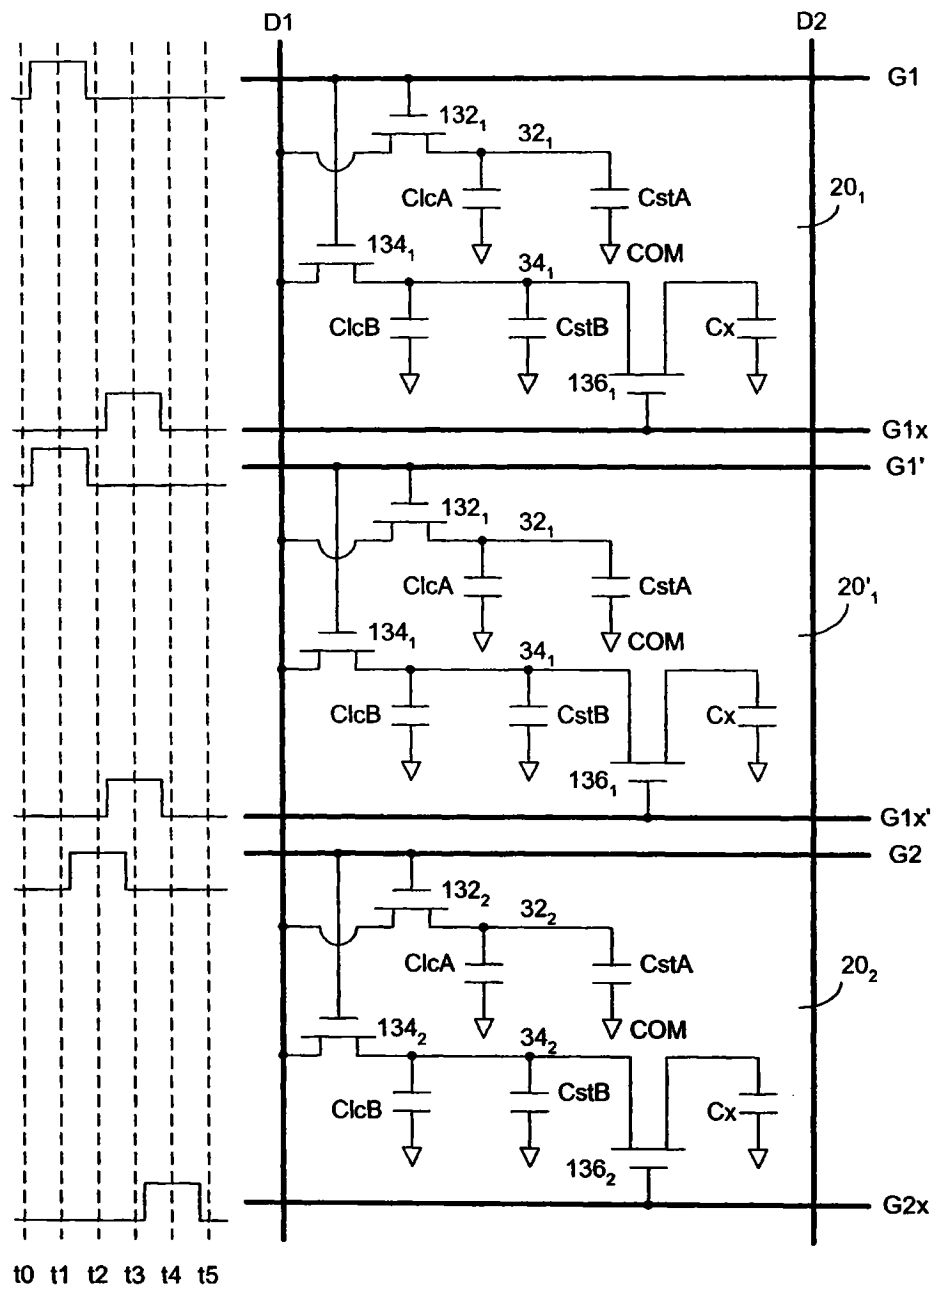 D1 D2
G1
132₁ 32₁
20₁
ClcA CstA
134₁ COM
34₁
ClcB CstB Cx
136₁
G1x
G1'
132₁ 32₁
ClcA CstA
20'₁
134₁ COM
34₁
ClcB CstB Cx
136₁
G1x'
G2
132₂ 32₂
ClcA CstA
20₂
134₂ COM
34₂
ClcB CstB Cx
136₂
G2x
t0 t1 t2 t3 t4 t5